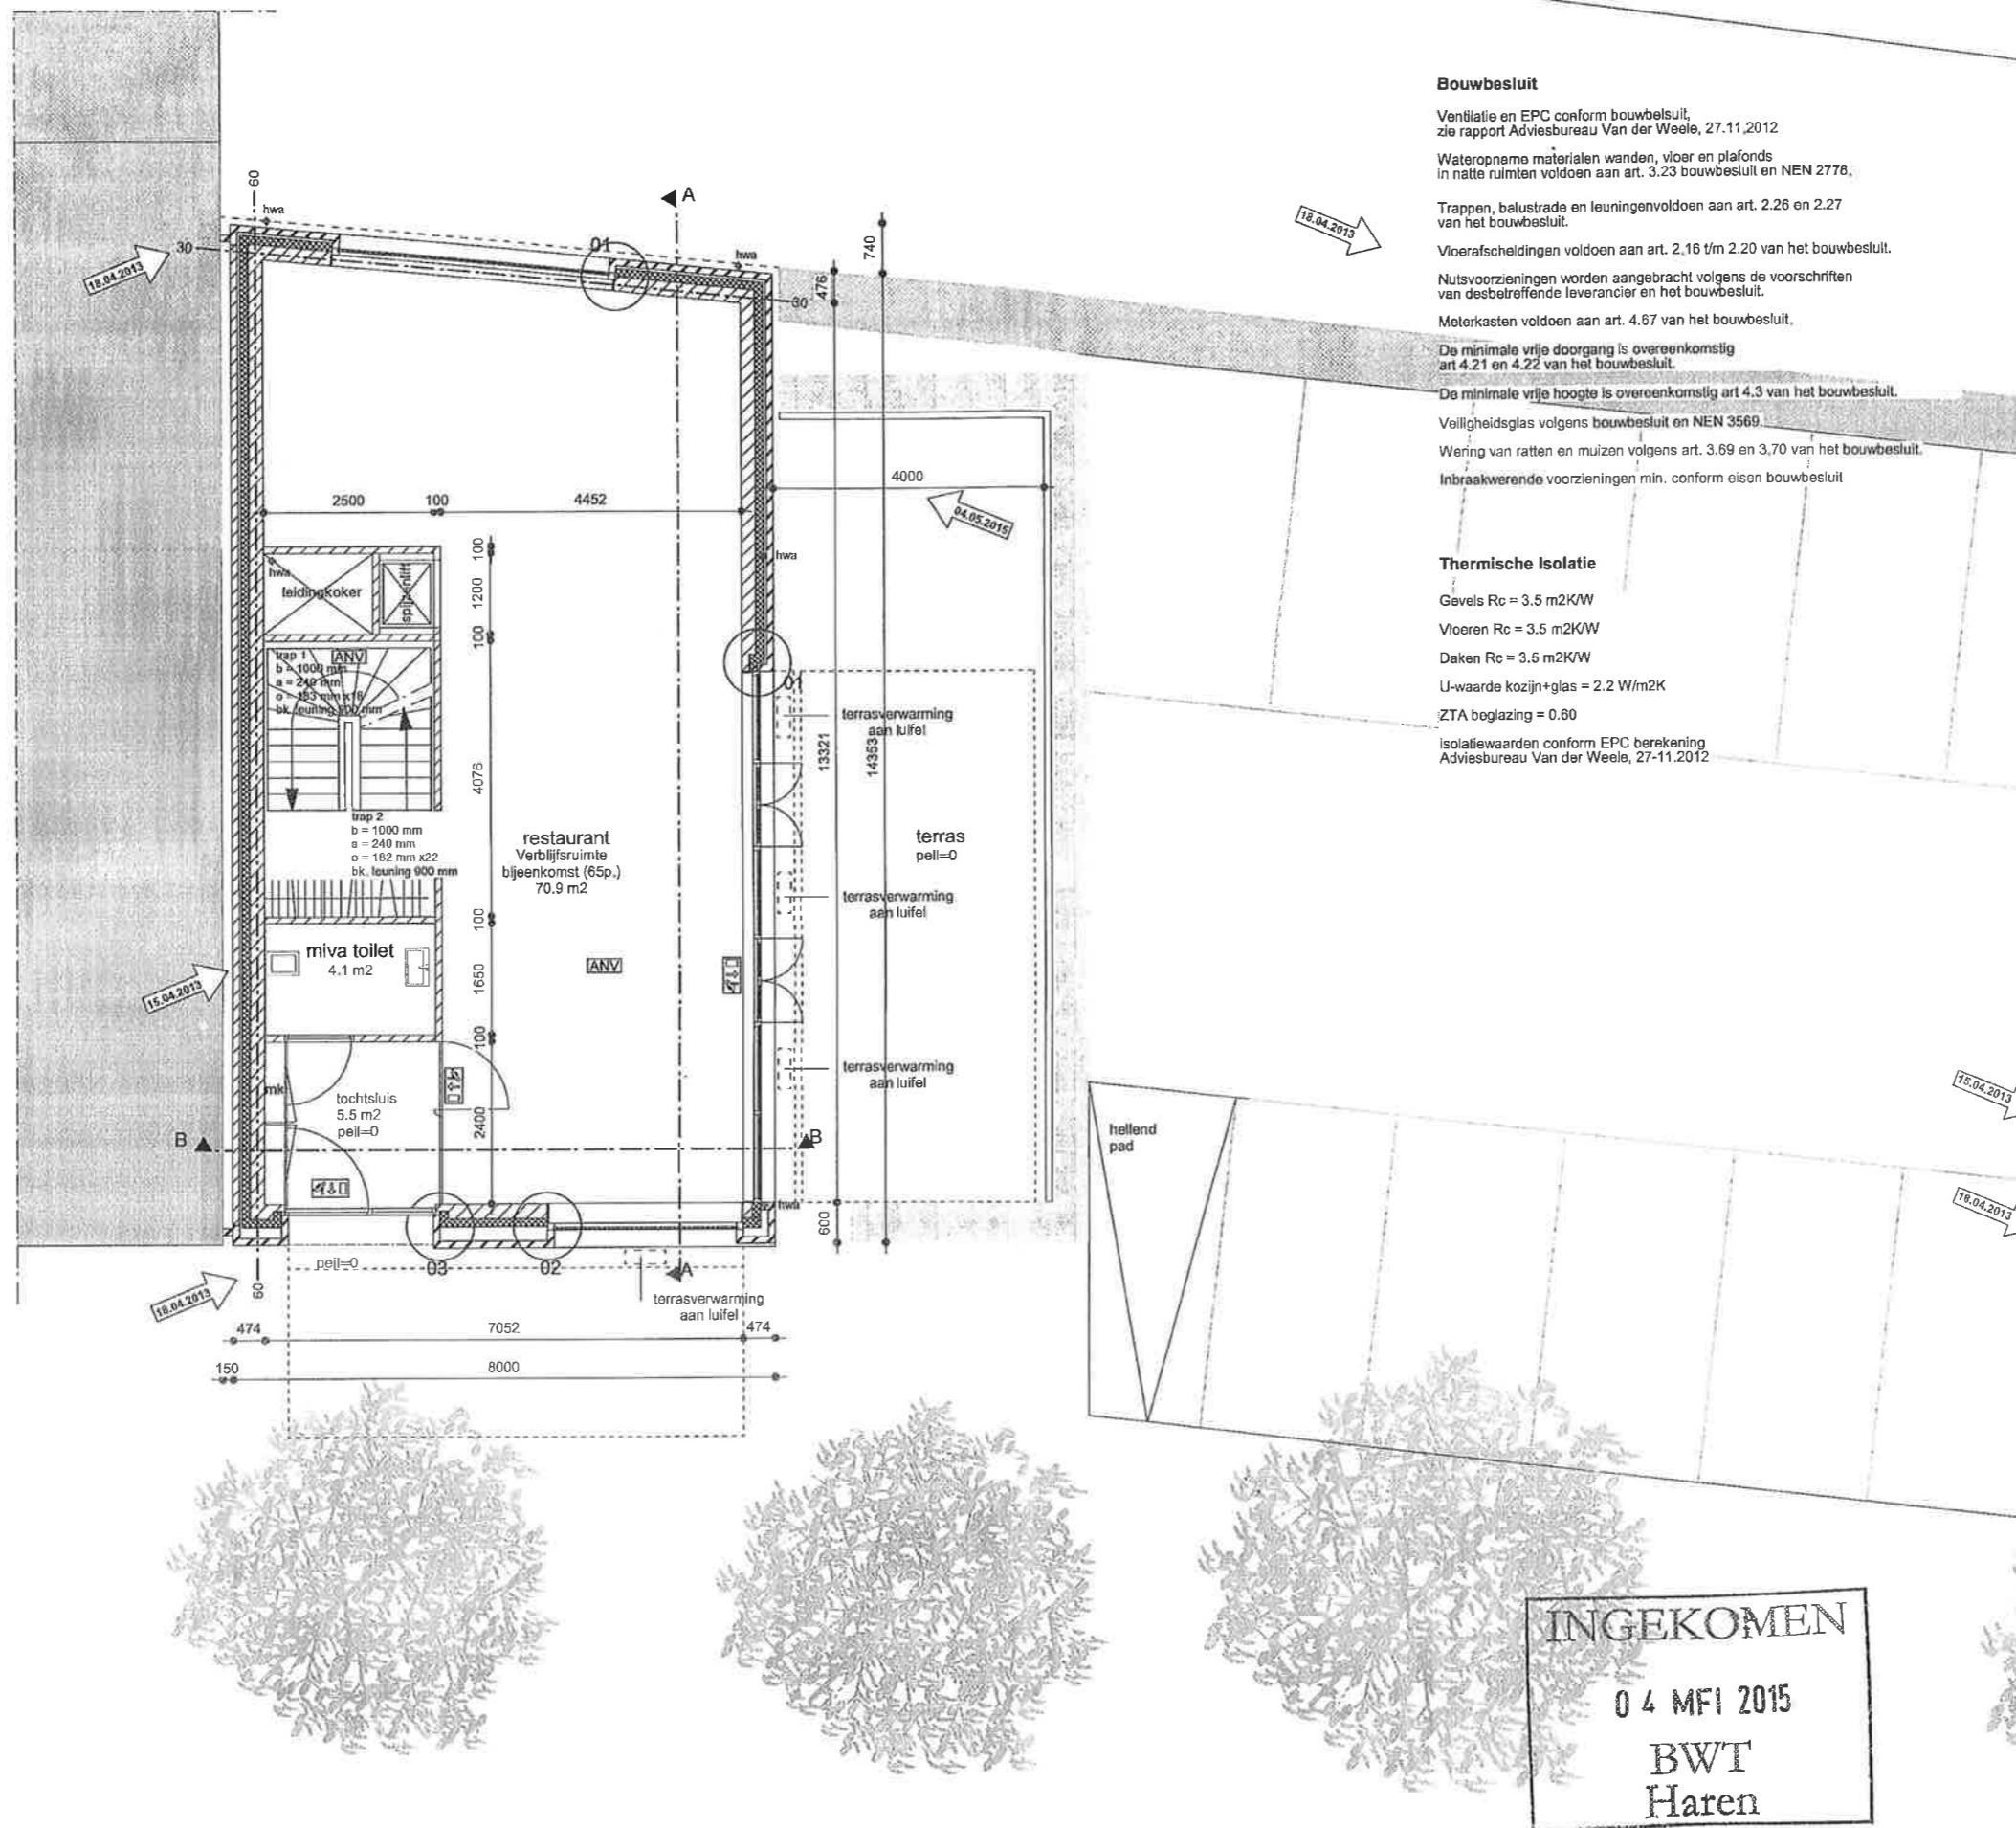 Bouwbesluit
Ventilatie en EPC conform bouwbelsuit,
zie rapport Adviesbureau Van der Weele, 27.11.2012
Wateropname materialen wanden, vloer en plafonds
in natte ruimten voldoen aan art. 3.23 bouwbesluit en NEN 2778.
Trappen, balustrade en leuningenvoldoen aan art. 2.26 en 2.27
van het bouwbesluit.
Vloerafscheidingen voldoen aan art. 2.16 t/m 2.20 van het bouwbesluit.
Nutsvoorzieningen worden aangebracht volgens de voorschriften
van desbetreffende leverancier en het bouwbesluit.
Meterkasten voldoen aan art. 4.67 van het bouwbesluit.
De minimale vrije doorgang is overeenkomstig
art 4.21 en 4.22 van het bouwbesluit.
De minimale vrije hoogte is overeenkomstig art 4.3 van het bouwbesluit.
Veiligheidsglas volgens bouwbesluit en NEN 3569.
Wering van ratten en muizen volgens art. 3.69 en 3.70 van het bouwbesluit.
Inbraakwerende voorzieningen min. conform eisen bouwbesluit
Thermische Isolatie
Gevels Rc = 3.5 m2K/W
Vloeren Rc = 3.5 m2K/W
Daken Rc = 3.5 m2K/W
U-waarde kozijn+glas = 2.2 W/m2K
ZTA beglazing = 0.60
isolatiewaarden conform EPC berekening
Adviesbureau Van der Weele, 27-11.2012
60
hwa
A
30
01
hwa
740
476
30
18.04.2013
18.04.2013
2500
100
4452
4000
04.05.2015
100
hwa
hwa
leidingkoker
spijzenlift
1200
100
trap 1
ANV
b = 1000 mm
a = 240 mm
o = 183 mm x16
bk. leuning 900 mm
01
terrasverwarming
aan luifel
13321
14353
4076
trap 2
b = 1000 mm
a = 240 mm
o = 182 mm x22
bk. leuning 900 mm
restaurant
Verblijfsruimte
bijeenkomst (65p.)
70.9 m2
terras
peil=0
terrasverwarming
aan luifel
100
miva toilet
4.1 m2
ANV
1650
15.04.2013
100
terrasverwarming
aan luifel
mk
tochtsluis
5.5 m2
peil=0
2400
B
B
hellend
pad
15.04.2013
18.04.2013
hwa
600
peil=0
03
02
A
60
18.04.2013
terrasverwarming
aan luifel
474
7052
474
150
8000
INGEKOMEN
04 MEI 2015
BWT
Haren